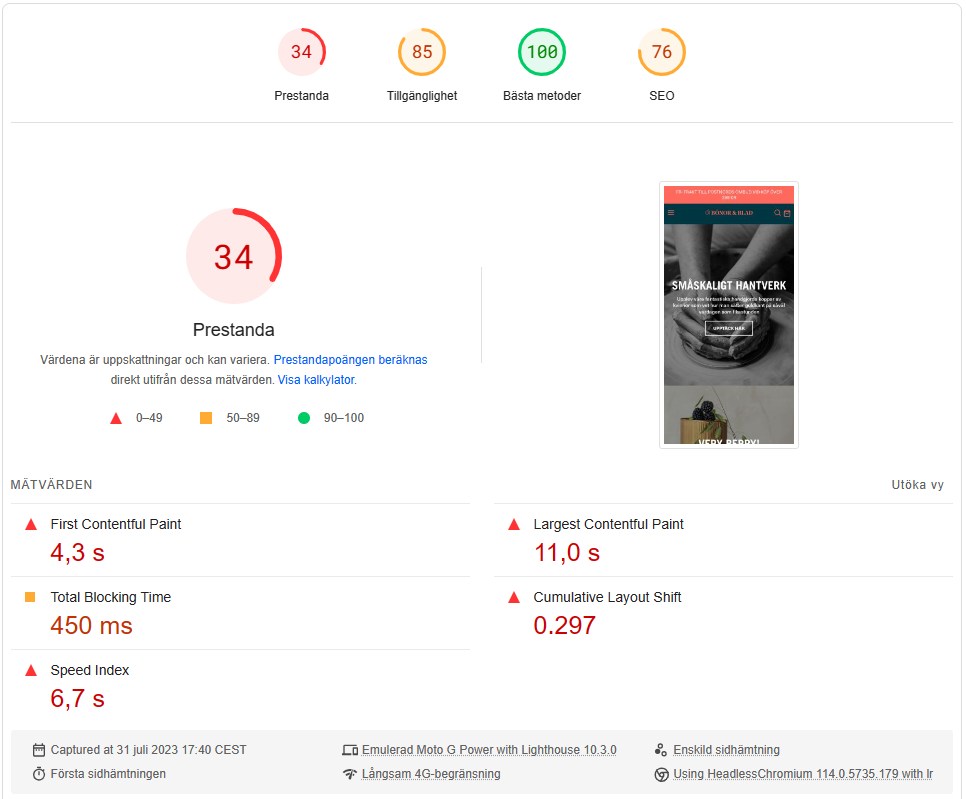 34
85
100
76
Prestanda
Tillgänglighet
Bästa metoder
SEO
34
Prestanda
Värdena är uppskattningar och kan variera. Prestandapoängen beräknas
direkt utifrån dessa mätvärden. Visa kalkylator.
0–49
50–89
90–100
BÖNOR & BLAD
SMÅSKALIGT HANTVERK
UPPTÄCK HÄR
VERY BERRY!
MÄTVÄRDEN
Utöka vy
First Contentful Paint
4,3 s
Largest Contentful Paint
11,0 s
Total Blocking Time
450 ms
Cumulative Layout Shift
0.297
Speed Index
6,7 s
Captured at 31 juli 2023 17:40 CEST
Emulerad Moto G Power with Lighthouse 10.3.0
Enskild sidhämtning
Första sidhämtningen
Långsam 4G-begränsning
Using HeadlessChromium 114.0.5735.179 with lr